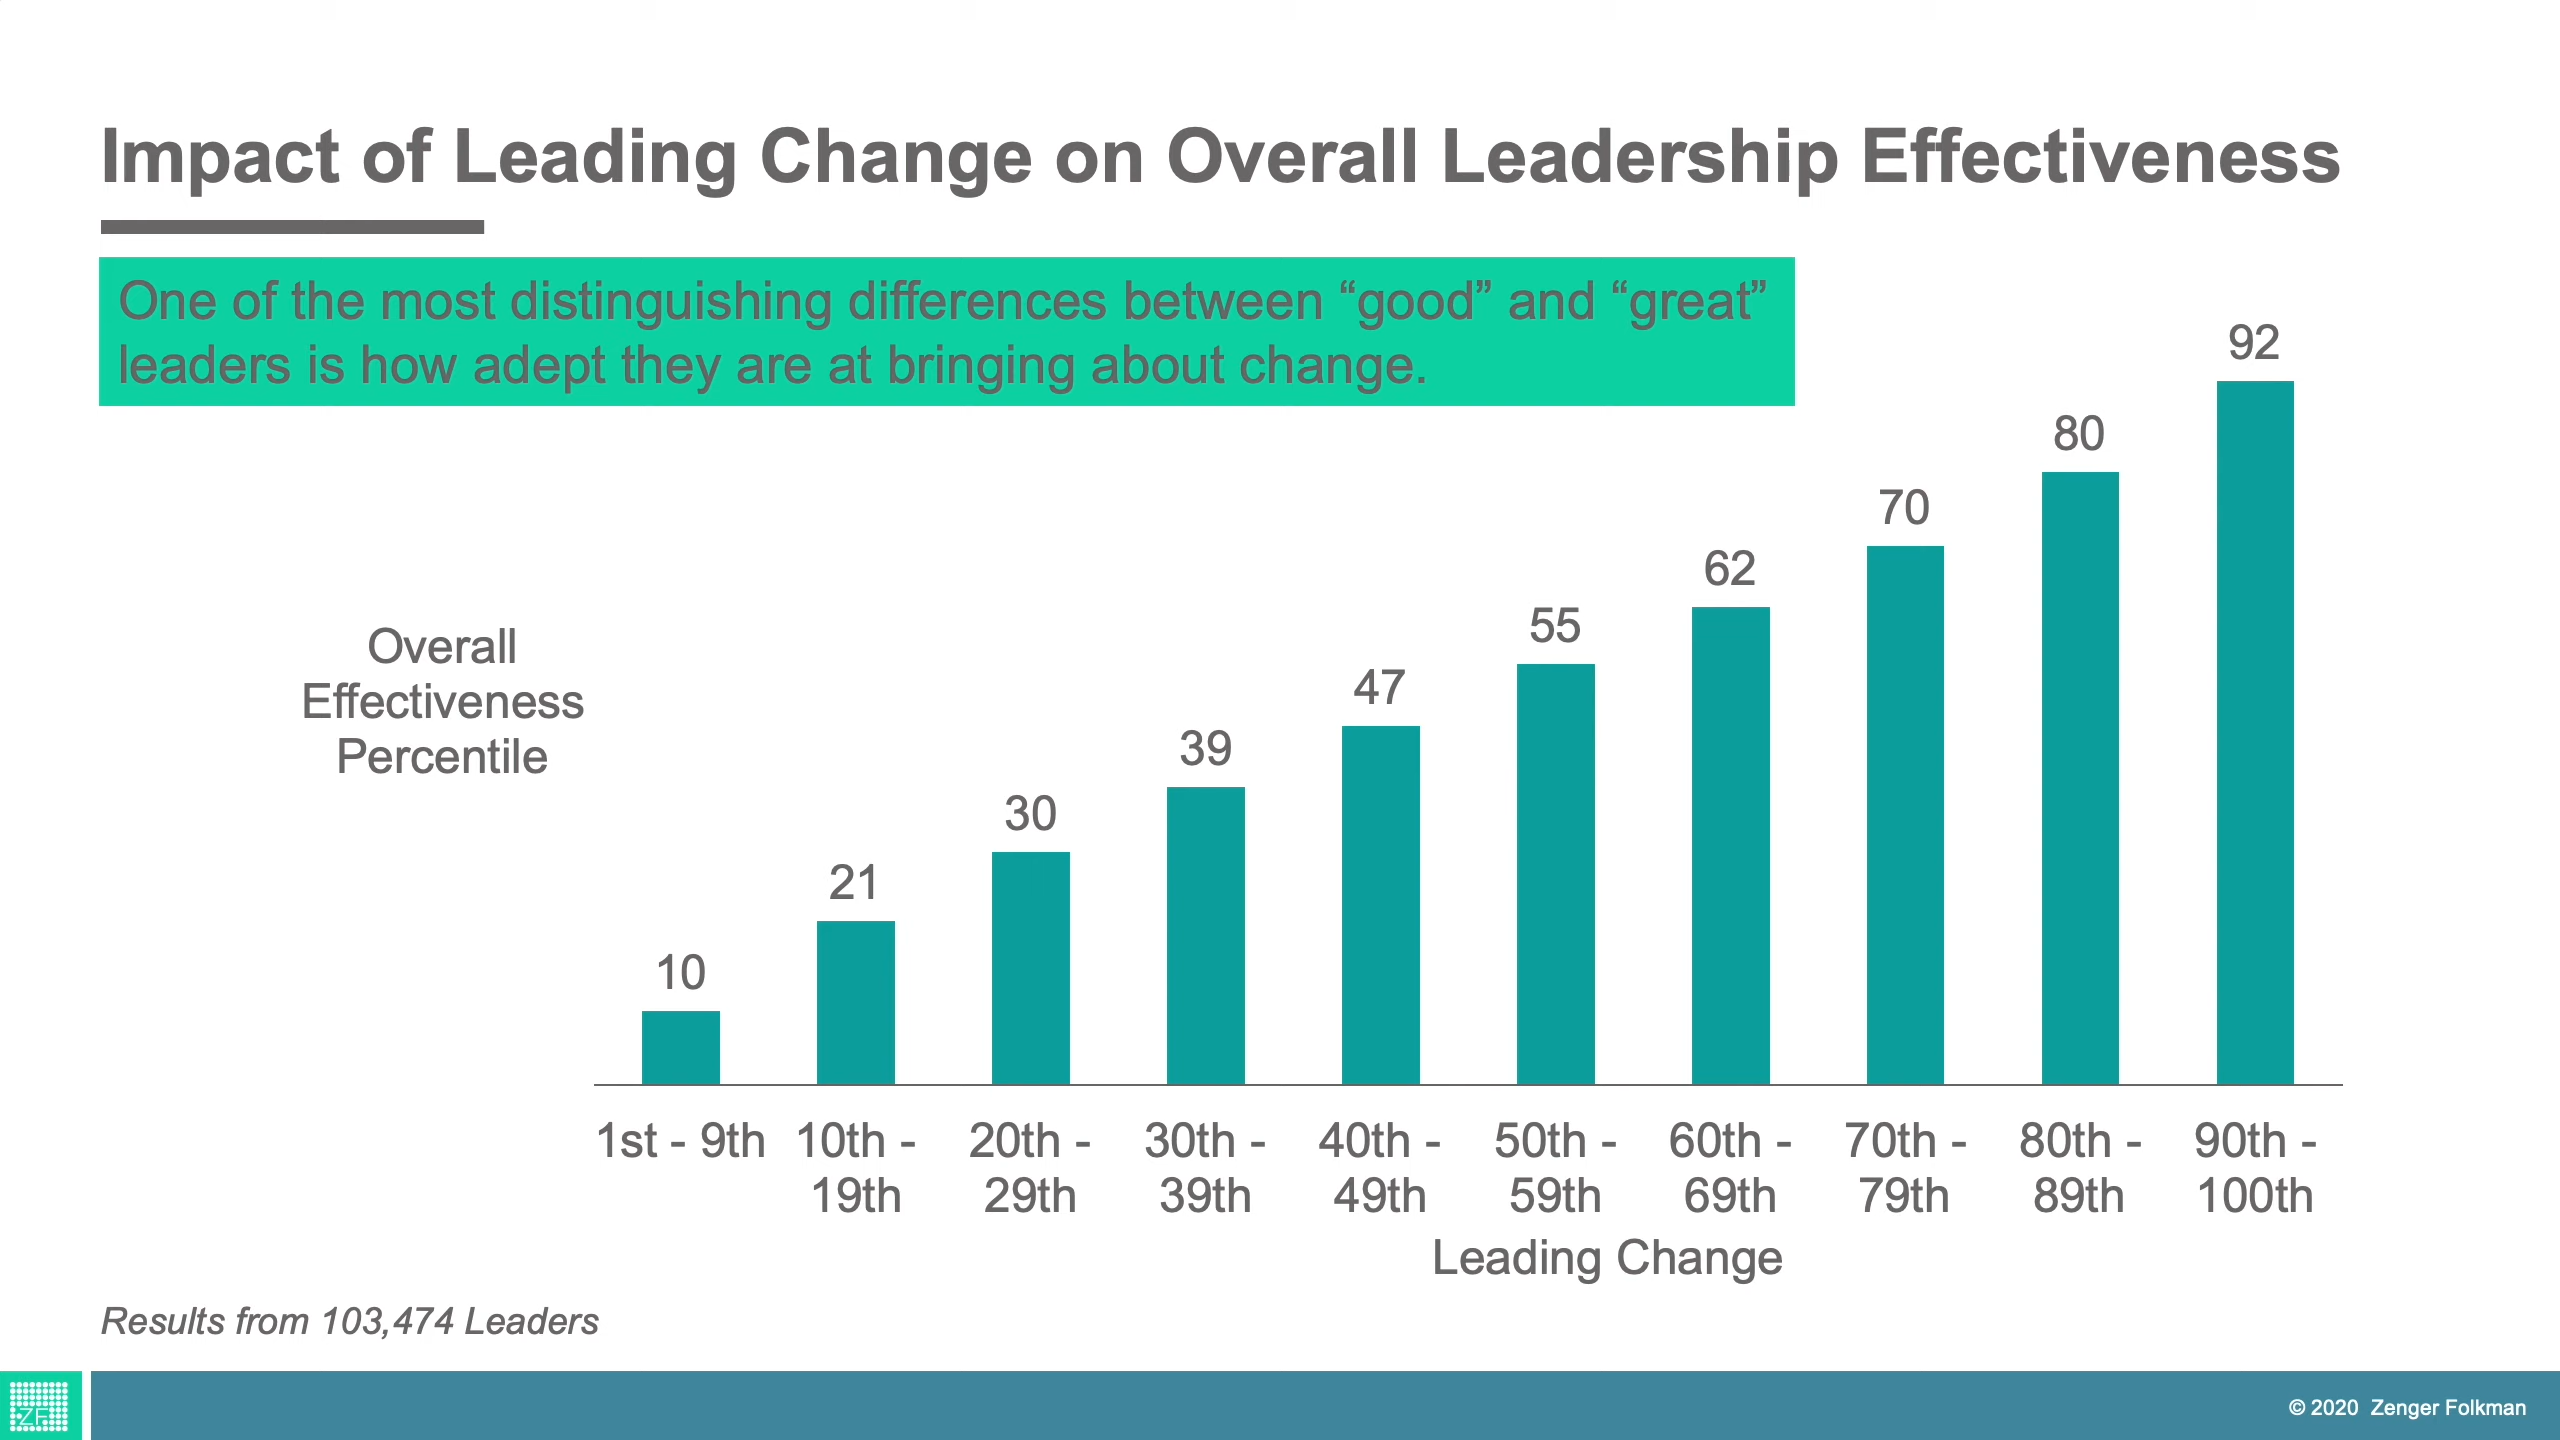 Impact of Leading Change on Overall Leadership Effectiveness
One of the most distinguishing differences between “good” and “great”
leaders is how adept they are at bringing about change.
Overall
Effectiveness
Percentile
10
21
30
39
47
55
62
70
80
92
1st - 9th
10th -
19th
20th -
29th
30th -
39th
40th -
49th
50th -
59th
60th -
69th
70th -
79th
80th -
89th
90th -
100th
Leading Change
Results from 103,474 Leaders
ZF
© 2020 Zenger Folkman